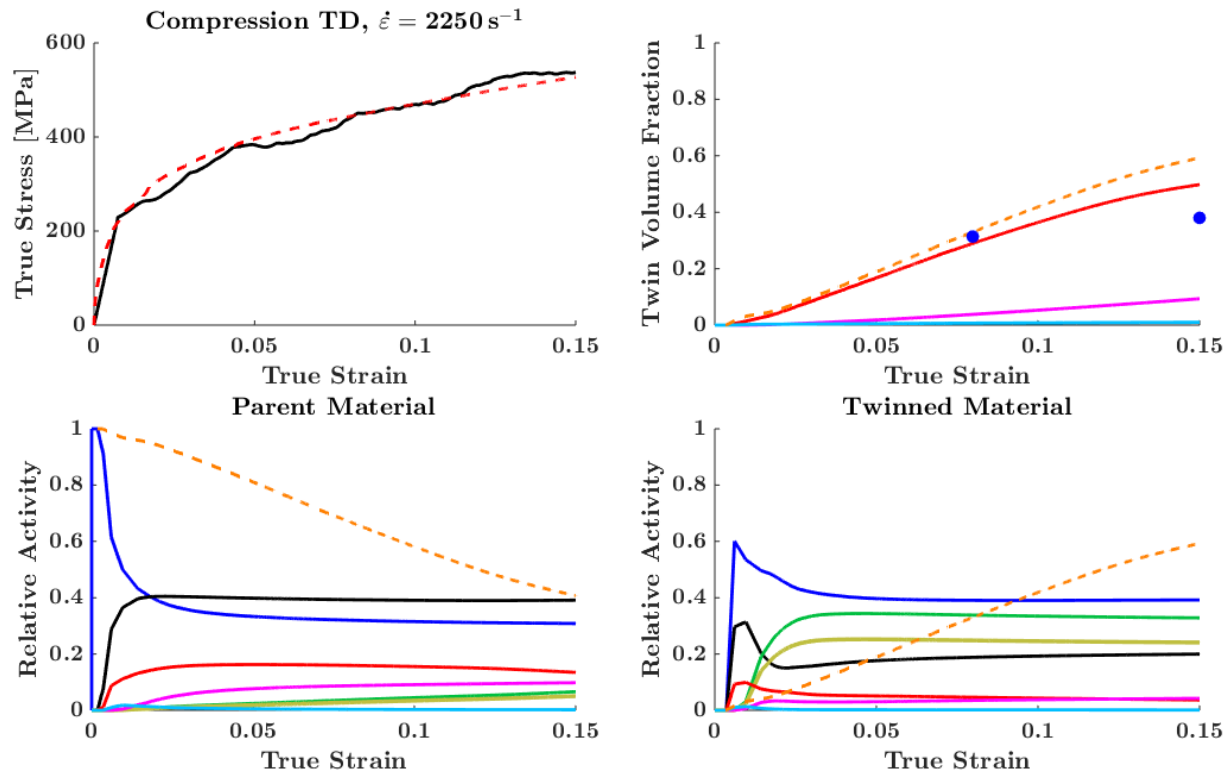 Compression TD, ε̇ = 2250 s⁻¹
True Stress [MPa]
600
400
200
0
0 0.05 0.1 0.15
True Strain
Twin Volume Fraction
1
0.8
0.6
0.4
0.2
0
0 0.05 0.1 0.15
True Strain
Parent Material
Relative Activity
1
0.8
0.6
0.4
0.2
0
0 0.05 0.1 0.15
True Strain
Twinned Material
Relative Activity
1
0.8
0.6
0.4
0.2
0
0 0.05 0.1 0.15
True Strain